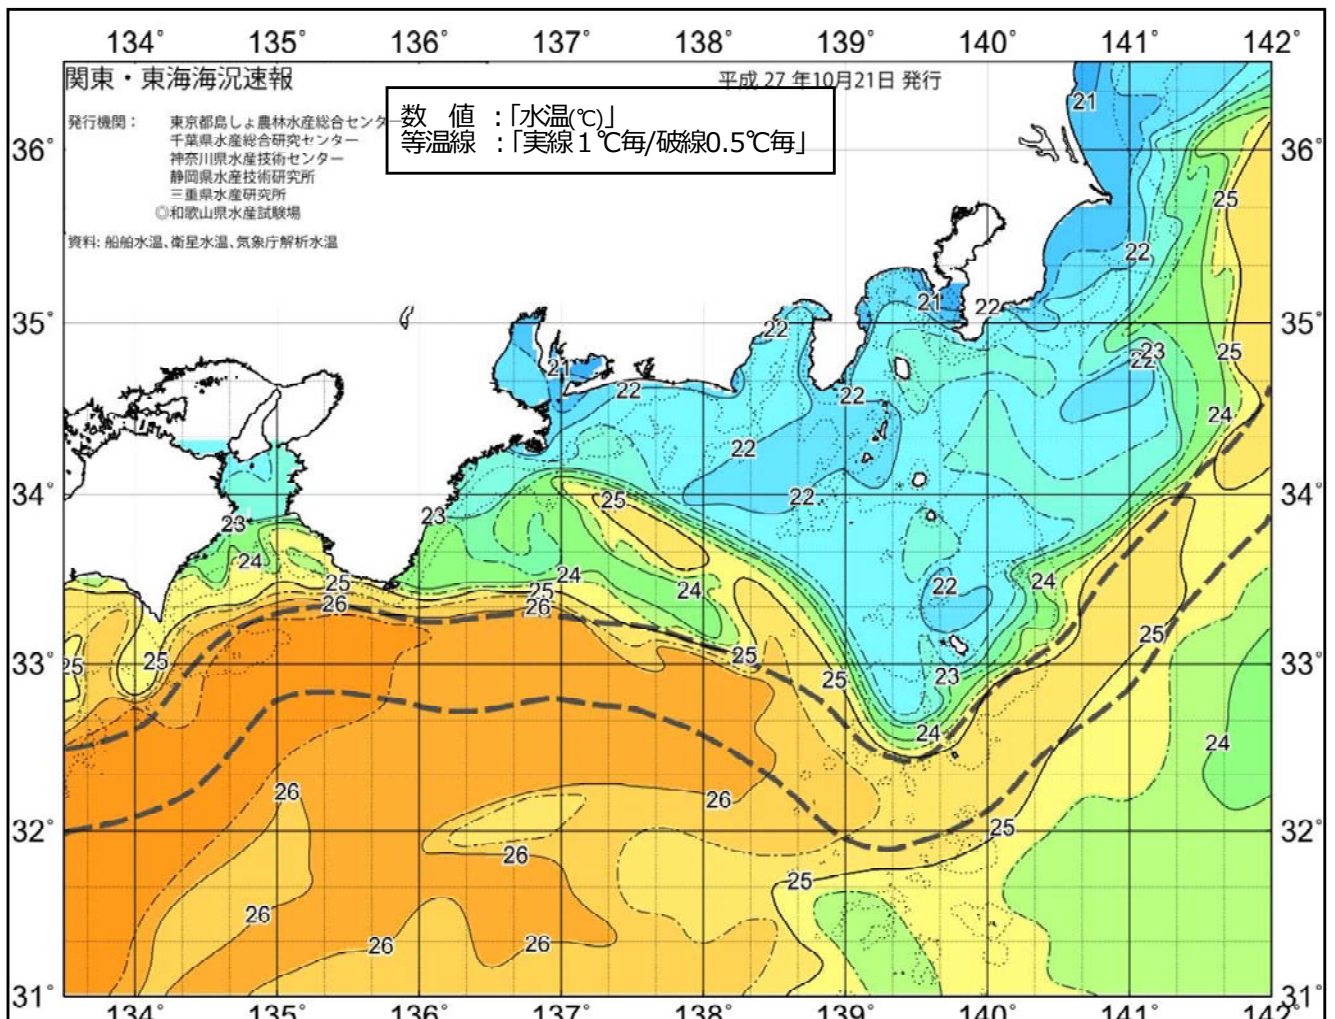 134° 135° 136° 137° 138° 139° 140° 141° 142°
関東・東海海況速報
平成 27 年10月21日 発行
発行機関: 東京都島しょ農林水産総合センタ
千葉県水産総合研究センター
神奈川県水産技術センター
静岡県水産技術研究所
三重県水産研究所
◎和歌山県水産試験場
資料: 船舶水温、衛星水温、気象庁解析水温
数 値 :「水温(℃)」
等温線 :「実線1℃毎/破線0.5℃毎」
21
36° 36°
25
22
21 22
35° 22 35°
23
22 25
21
22 22
24
22
34° 25 22 34°
23 23
24 24
25 24 25 24 22
26 26
25
25 25 25 33° 33°
25 23
24 24
26 26
32° 25 32°
26 25
26
26 26
31° 31°
134° 135° 136° 137° 138° 139° 140° 141° 142°